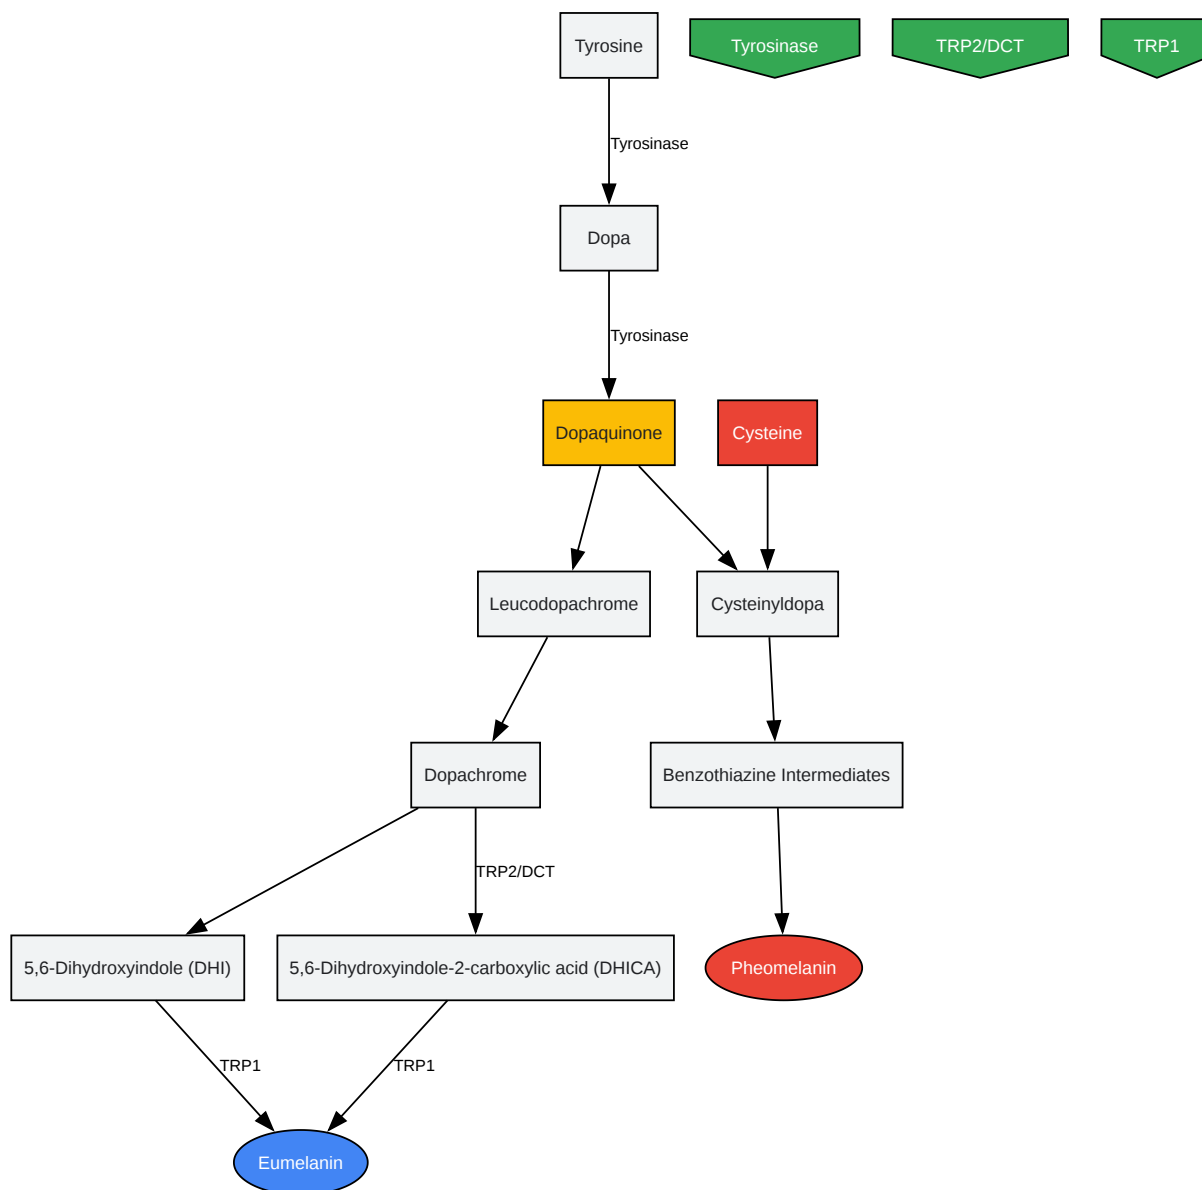 Tyrosine
Tyrosinase
TRP2/DCT
TRP1
Tyrosinase
Dopa
Tyrosinase
Dopaquinone
Cysteine
Leucodopachrome
Cysteinyldopa
Dopachrome
Benzothiazine Intermediates
TRP2/DCT
5,6-Dihydroxyindole (DHI)
5,6-Dihydroxyindole-2-carboxylic acid (DHICA)
Pheomelanin
TRP1
TRP1
Eumelanin